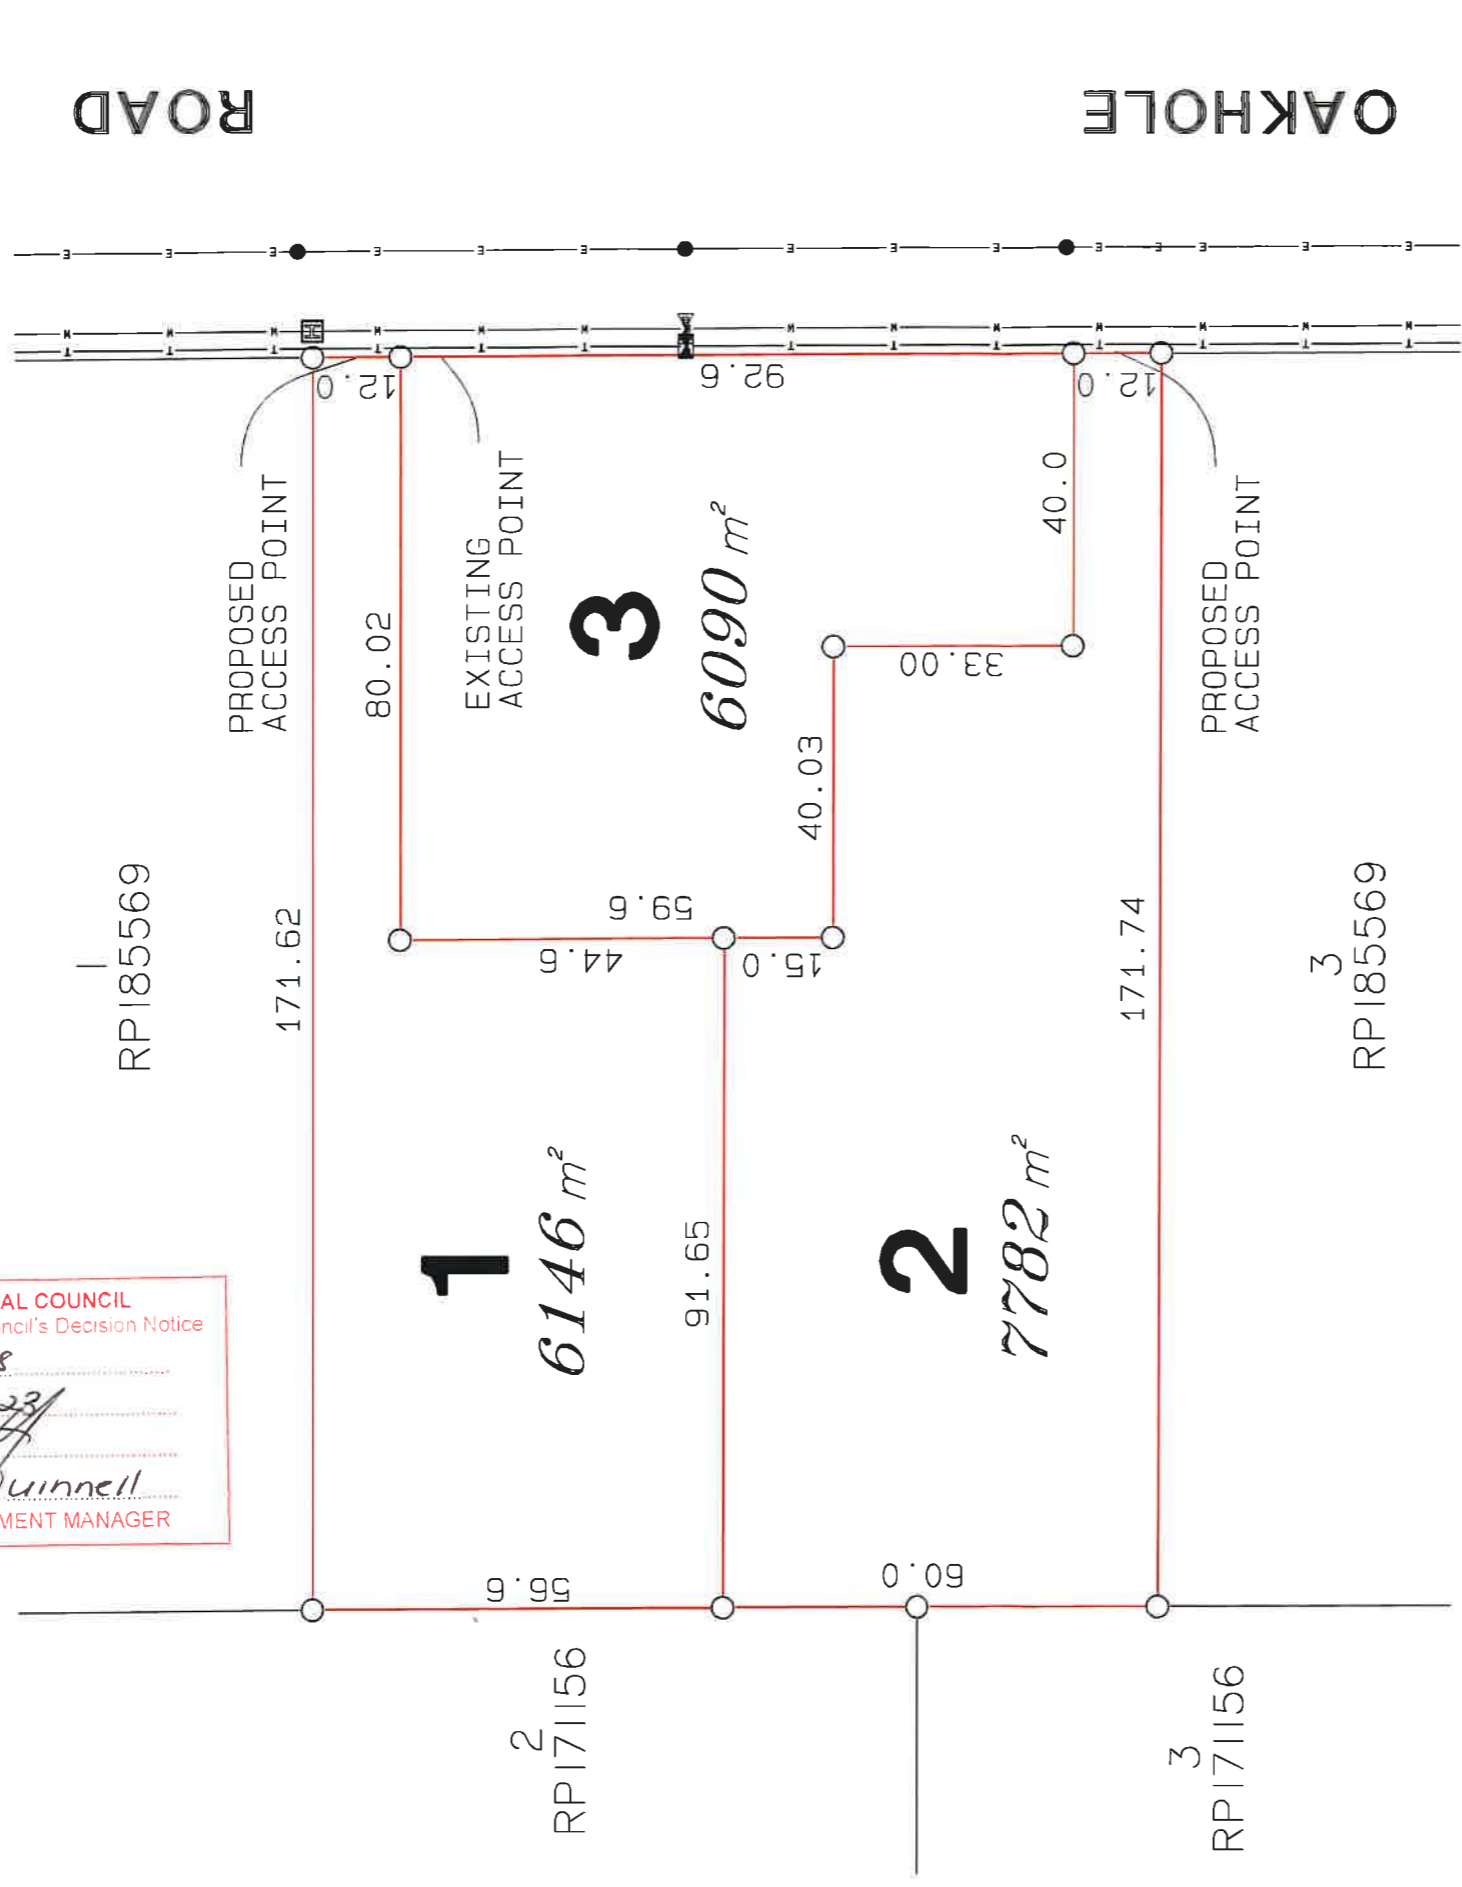 OAKHOLE ROAD
E E E E E E E E E E E E E
W W W W W W W W W W W W W
T T T T T T T T T T T T T
H
12.0
92.6
12.0
PROPOSED
ACCESS POINT
EXISTING
ACCESS POINT
PROPOSED
ACCESS POINT
80.02
40.0
3
6090 m²
33.00
40.03
1
RP185569
171.62
59.6
44.6
15.0
171.74
3
RP185569
1
6146 m²
91.65
2
7782 m²
56.6
60.0
2
RP171156
3
RP171156
AL COUNCIL
ncil's Decision Notice
8
23
uinnell
MENT MANAGER